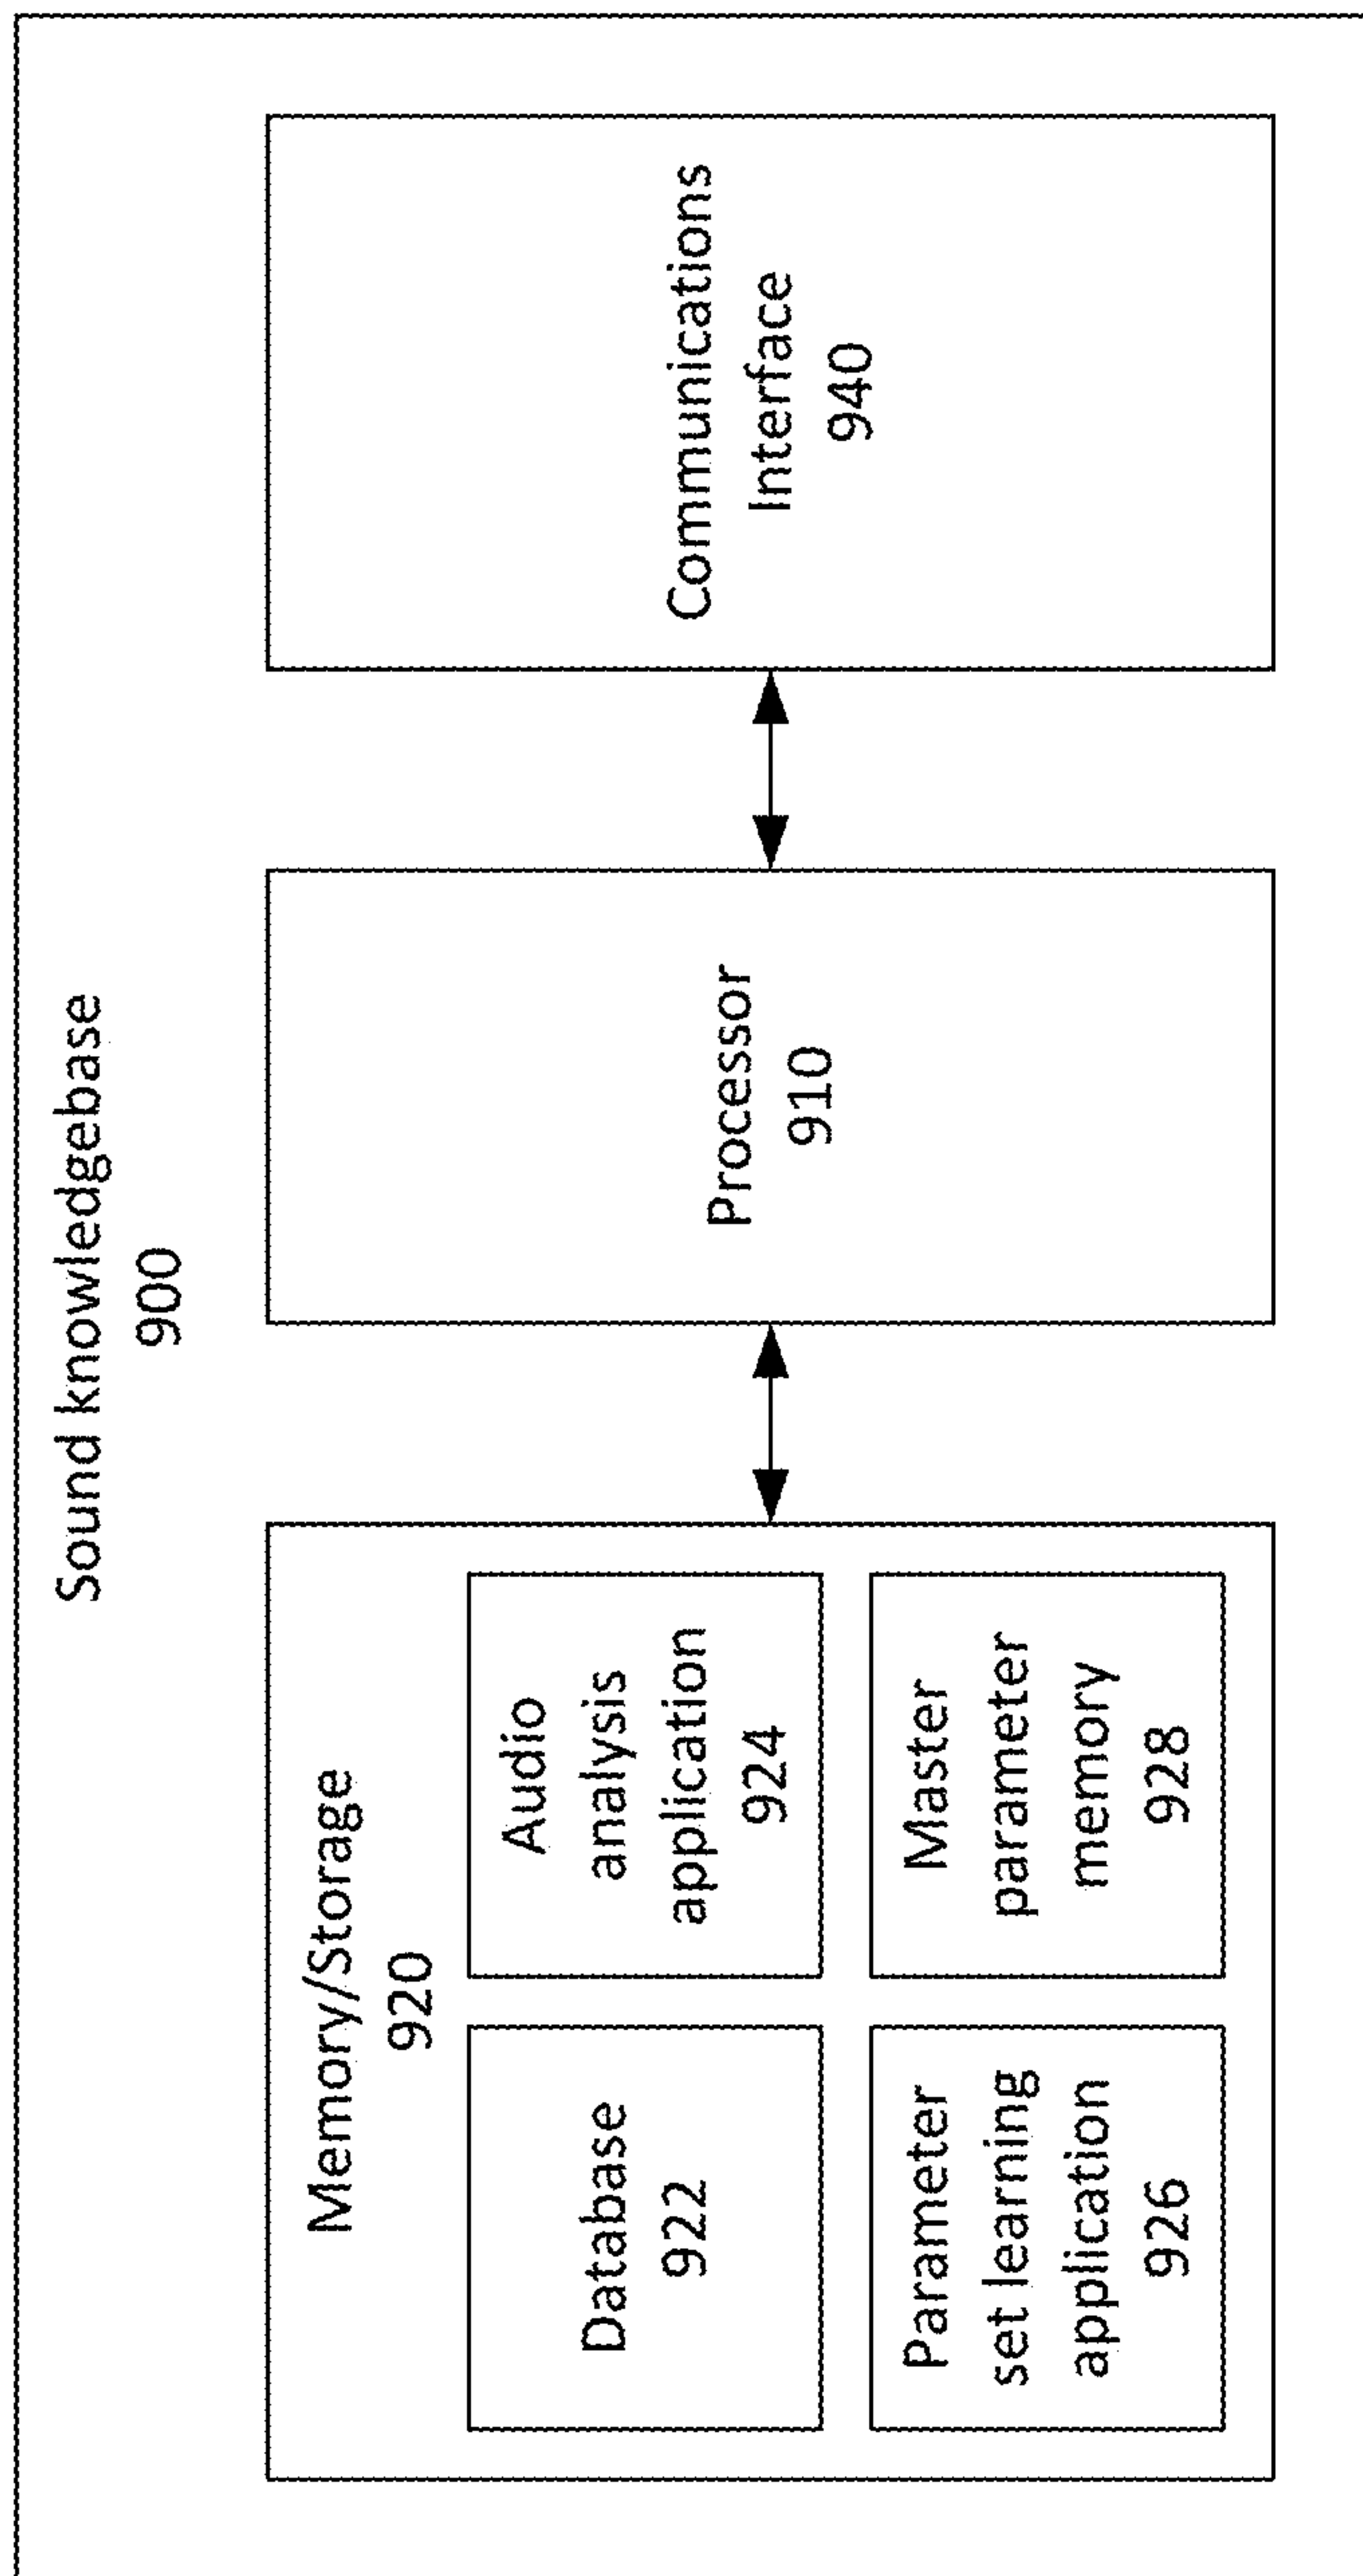 Sound knowledgebase
900
Memory/Storage
920
Database
922
Audio
analysis
application
924
Parameter
set learning
application
926
Master
parameter
memory
928
Processor
910
Communications
Interface
940